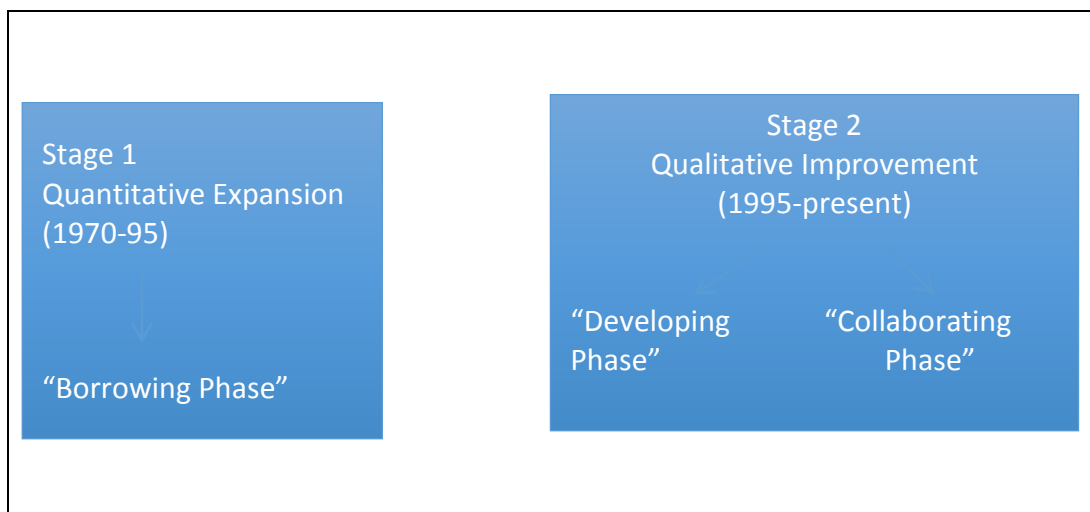 Stage 1
Quantitative Expansion
(1970-95)
“Borrowing Phase”
Stage 2
Qualitative Improvement
(1995-present)
“Developing
Phase”
“Collaborating
Phase”